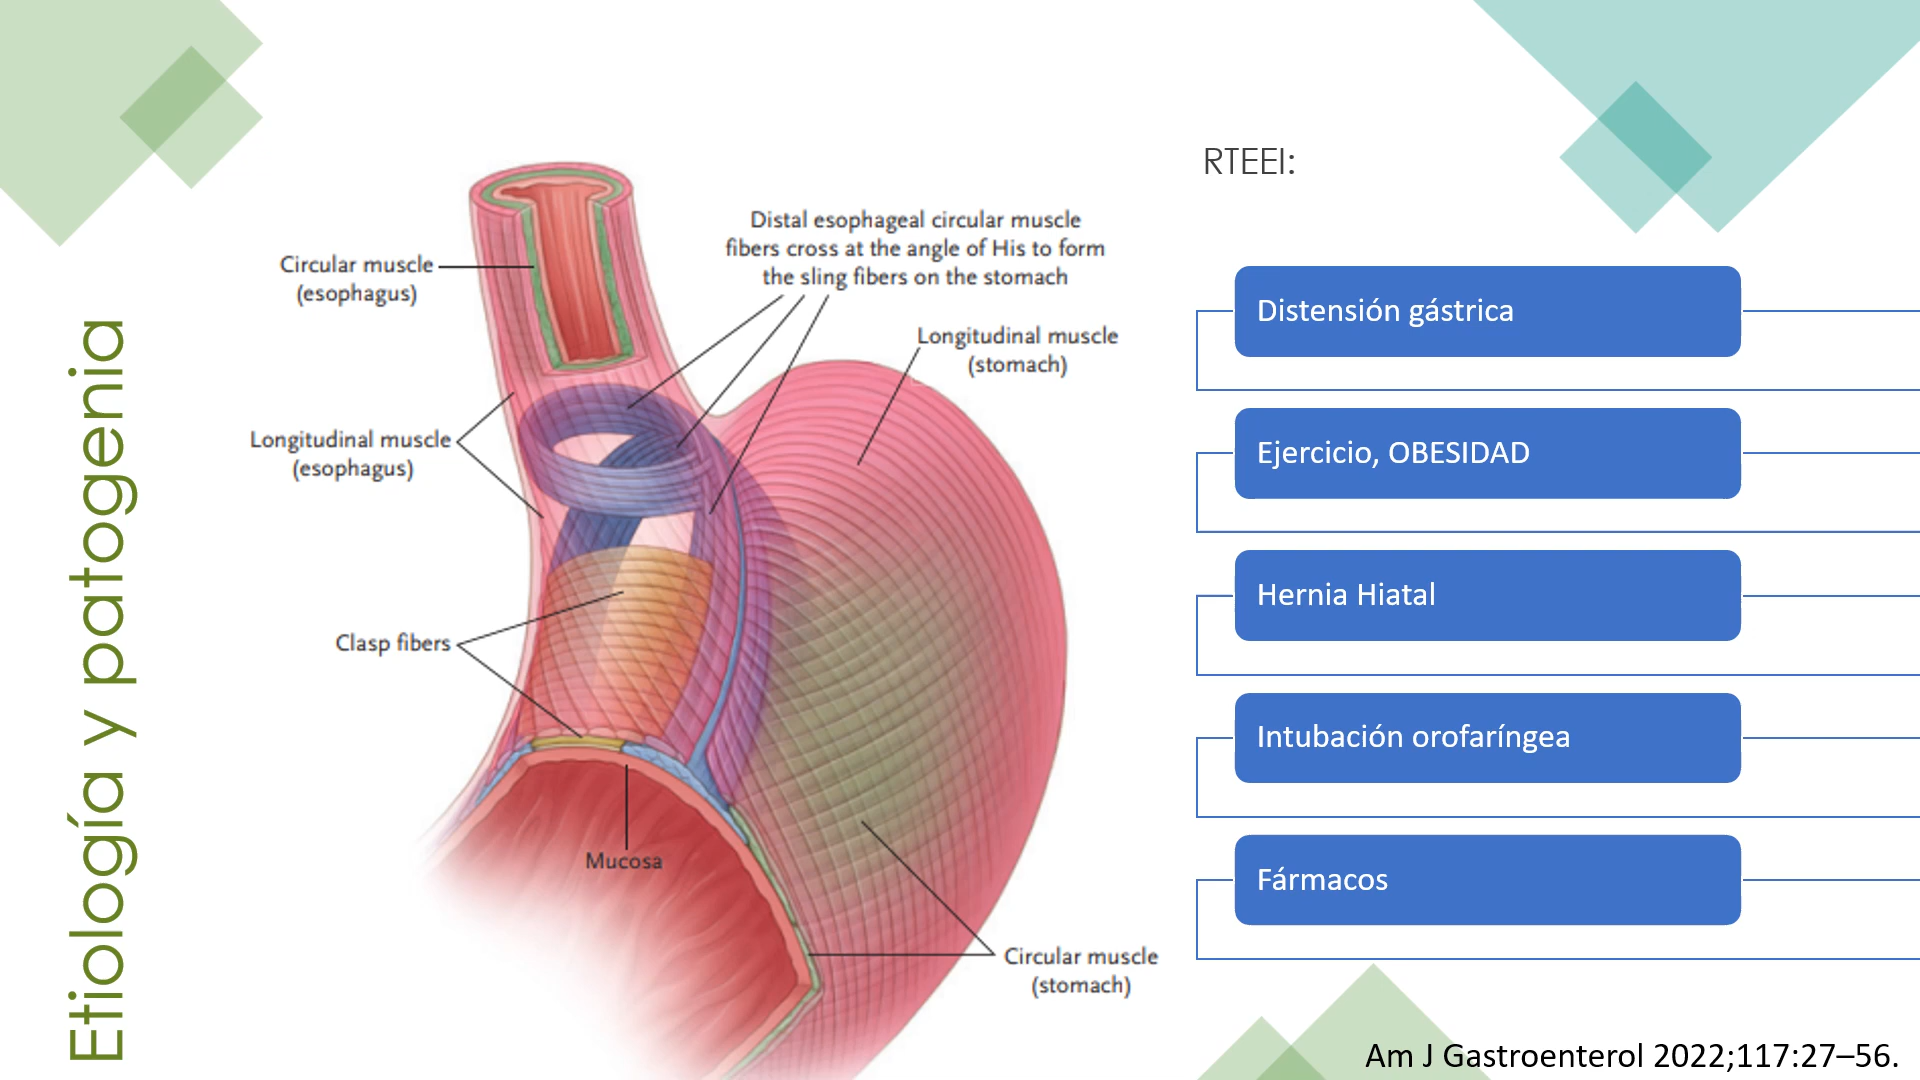 Etiología y patogenia
Circular muscle
(esophagus)
Distal esophageal circular muscle
fibers cross at the angle of His to form
the sling fibers on the stomach
Longitudinal muscle
(stomach)
Longitudinal muscle
(esophagus)
Clasp fibers
Mucosa
Circular muscle
(stomach)
RTEEI:
Distensión gástrica
Ejercicio, OBESIDAD
Hernia Hiatal
Intubación orofaríngea
Fármacos
Am J Gastroenterol 2022;117:27–56.